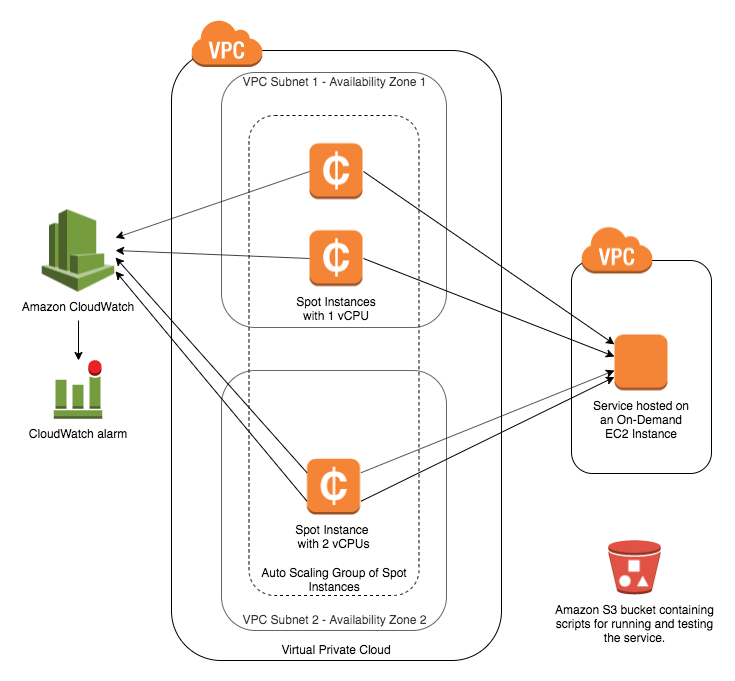 VPC
VPC Subnet 1 - Availability Zone 1
¢
¢
Spot Instances
with 1 vCPU
Amazon CloudWatch
CloudWatch alarm
VPC
Service hosted on
an On-Demand
EC2 Instance
¢
Spot Instance
with 2 vCPUs
Auto Scaling Group of Spot
Instances
VPC Subnet 2 - Availability Zone 2
Virtual Private Cloud
Amazon S3 bucket containing
scripts for running and testing
the service.